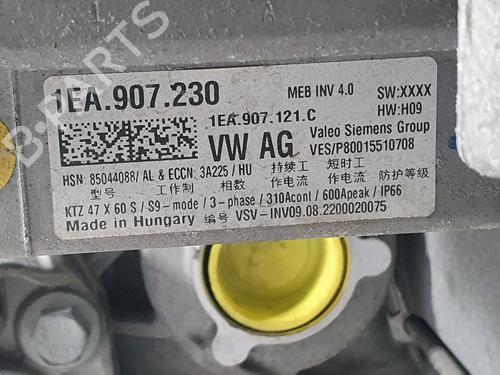 B-PARTS
1EA.907.230 MEB INV 4.0 SW:XXXX
1EA.907.121.C HW:H09
VW AG Valeo Siemens Group
VES/P80015510708
HSN: 85044088/ AL & ECCN: 3A225 / HU 持续工 短时工
型号 工作制 相数 作电流 作电流 防护等级
KTZ 47 X 60 S / S9-mode / 3-phase / 310Acont / 600Apeak / IP66
Made in Hungary 编号 VSV-INV09.08.2200020075